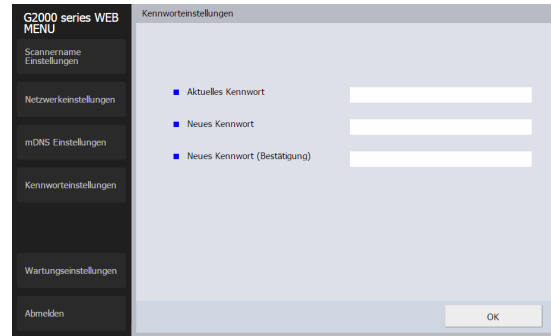 G2000 series WEB
MENU
Scannername
Einstellungen
Netzwerkeinstellungen
mDNS Einstellungen
Kennworteinstellungen
Wartungseinstellungen
Abmelden
Kennworteinstellungen
Aktuelles Kennwort
Neues Kennwort
Neues Kennwort (Bestätigung)
OK